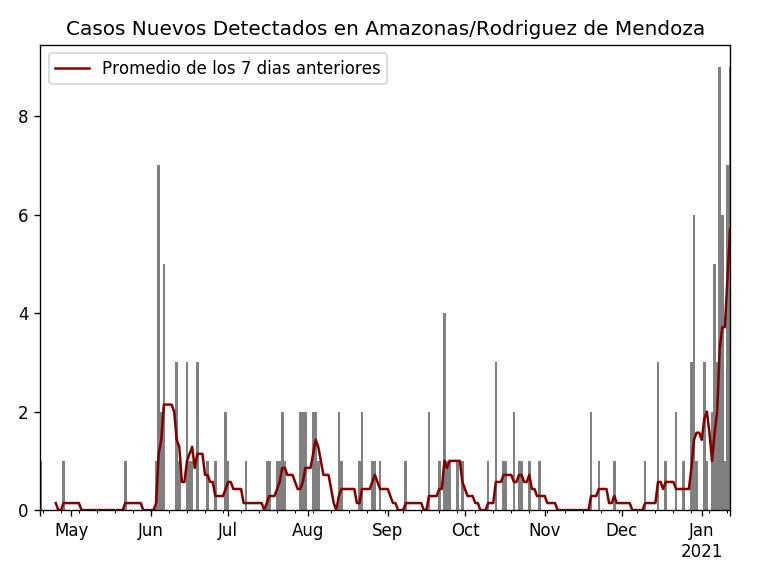 Casos Nuevos Detectados en Amazonas/Rodriguez de Mendoza
Promedio de los 7 dias anteriores
8
6
4
2
0
May Jun Jul Aug Sep Oct Nov Dec Jan
2021